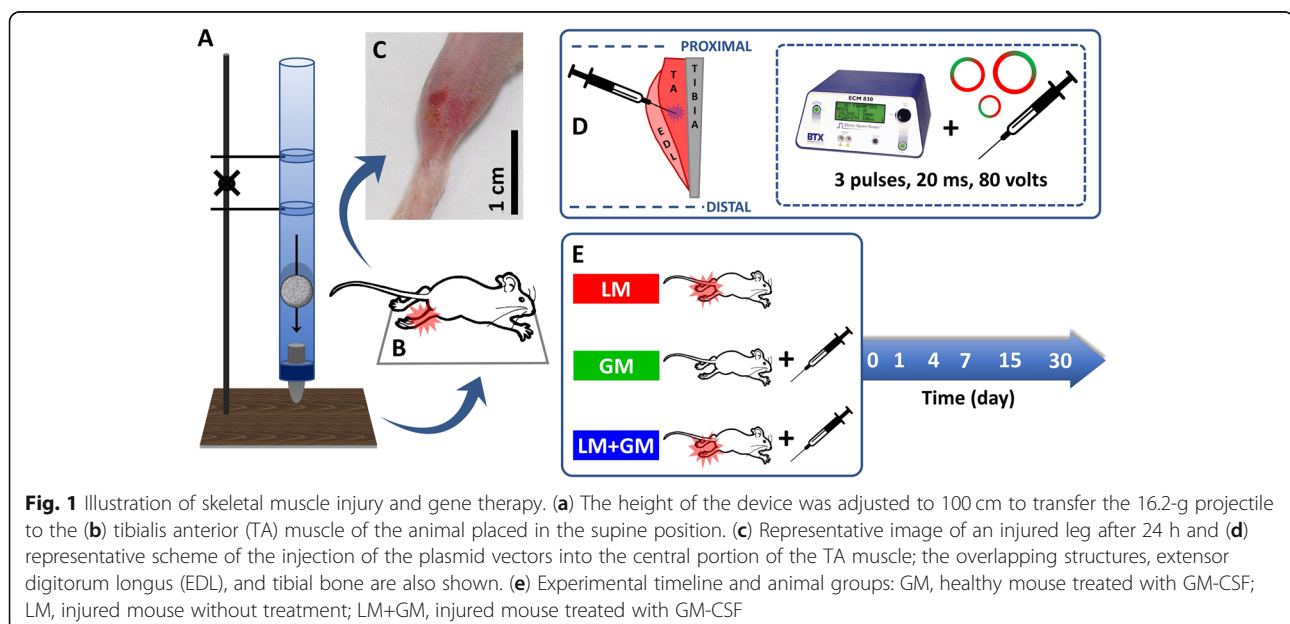 A
C
1 cm
B
PROXIMAL
TA
TIBIA
EDL
D
DISTAL
ECM 830
BTX
+
3 pulses, 20 ms, 80 volts
E
LM
GM
+
LM+GM
+
0 1 4 7 15 30
Time (day)
Fig. 1 Illustration of skeletal muscle injury and gene therapy. (a) The height of the device was adjusted to 100 cm to transfer the 16.2-g projectile
to the (b) tibialis anterior (TA) muscle of the animal placed in the supine position. (c) Representative image of an injured leg after 24 h and (d)
representative scheme of the injection of the plasmid vectors into the central portion of the TA muscle; the overlapping structures, extensor
digitorum longus (EDL), and tibial bone are also shown. (e) Experimental timeline and animal groups: GM, healthy mouse treated with GM-CSF;
LM, injured mouse without treatment; LM+GM, injured mouse treated with GM-CSF